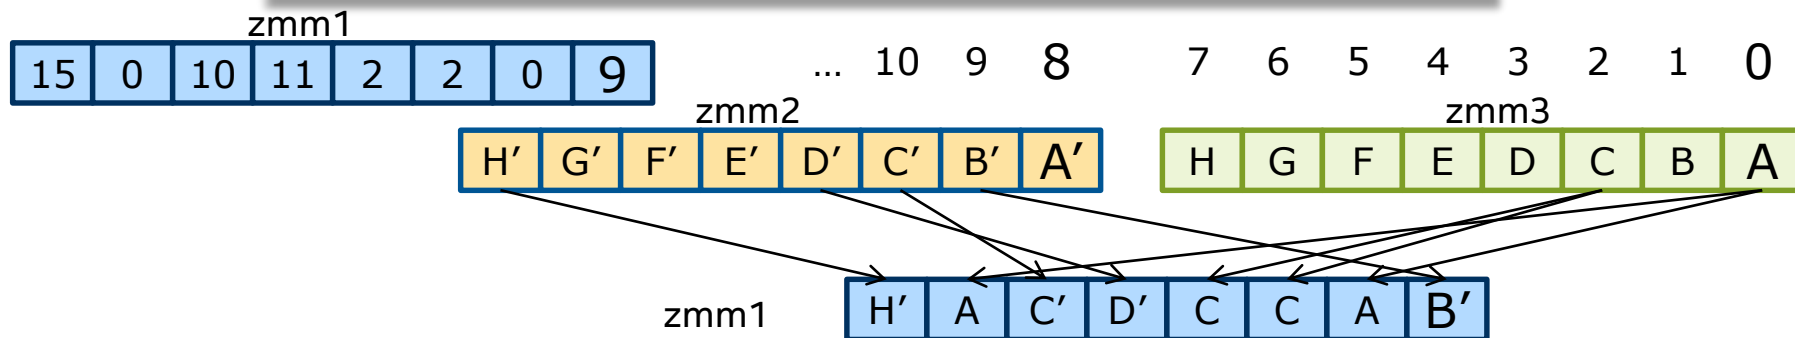 zmm1
15 0 10 11 2 2 0 9
... 10 9 8 7 6 5 4 3 2 1 0
zmm2 zmm3
H′ G′ F′ E′ D′ C′ B′ A′ H G F E D C B A
zmm1 H′ A C′ D′ C C A B′